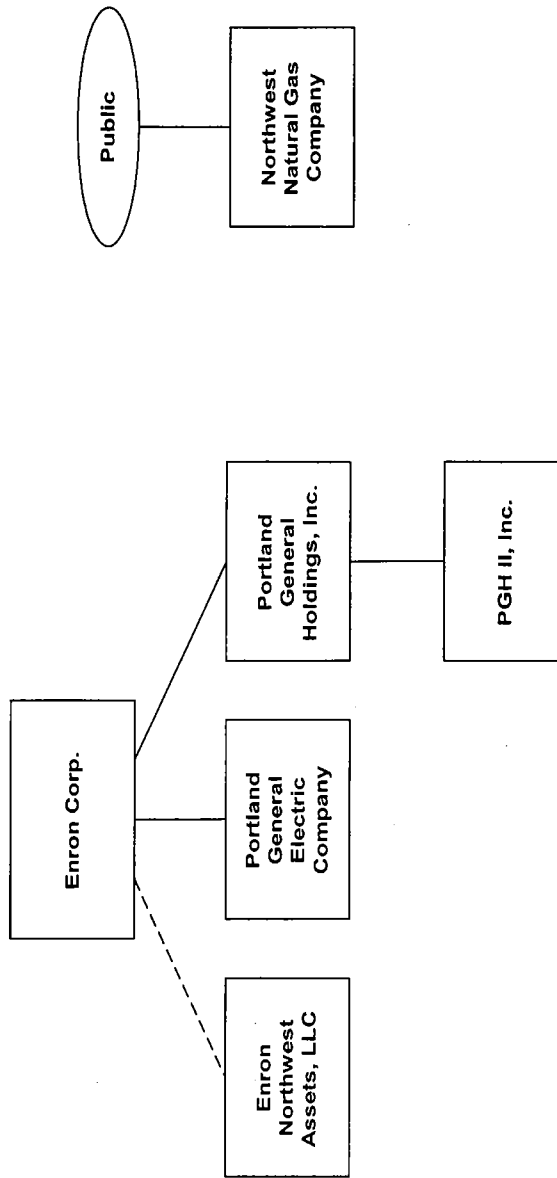 Enron Corp.
Enron
Northwest
Assets, LLC
Portland
General
Electric
Company
Portland
General
Holdings, Inc.
PGH II, Inc.
Public
Northwest
Natural Gas
Company